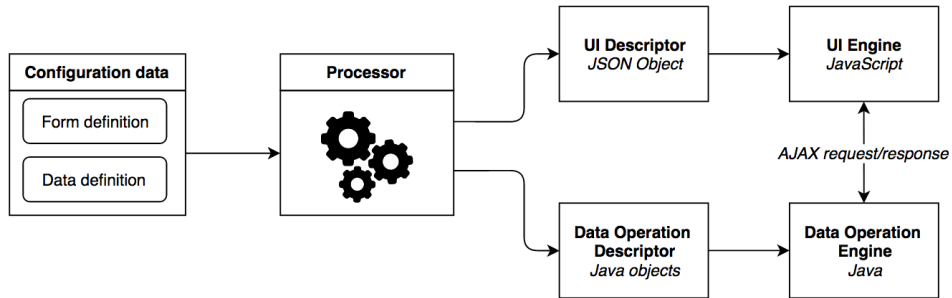 Configuration data
Form definition
Data definition
Processor
UI Descriptor
JSON Object
UI Engine
JavaScript
AJAX request/response
Data Operation
Descriptor
Java objects
Data Operation
Engine
Java